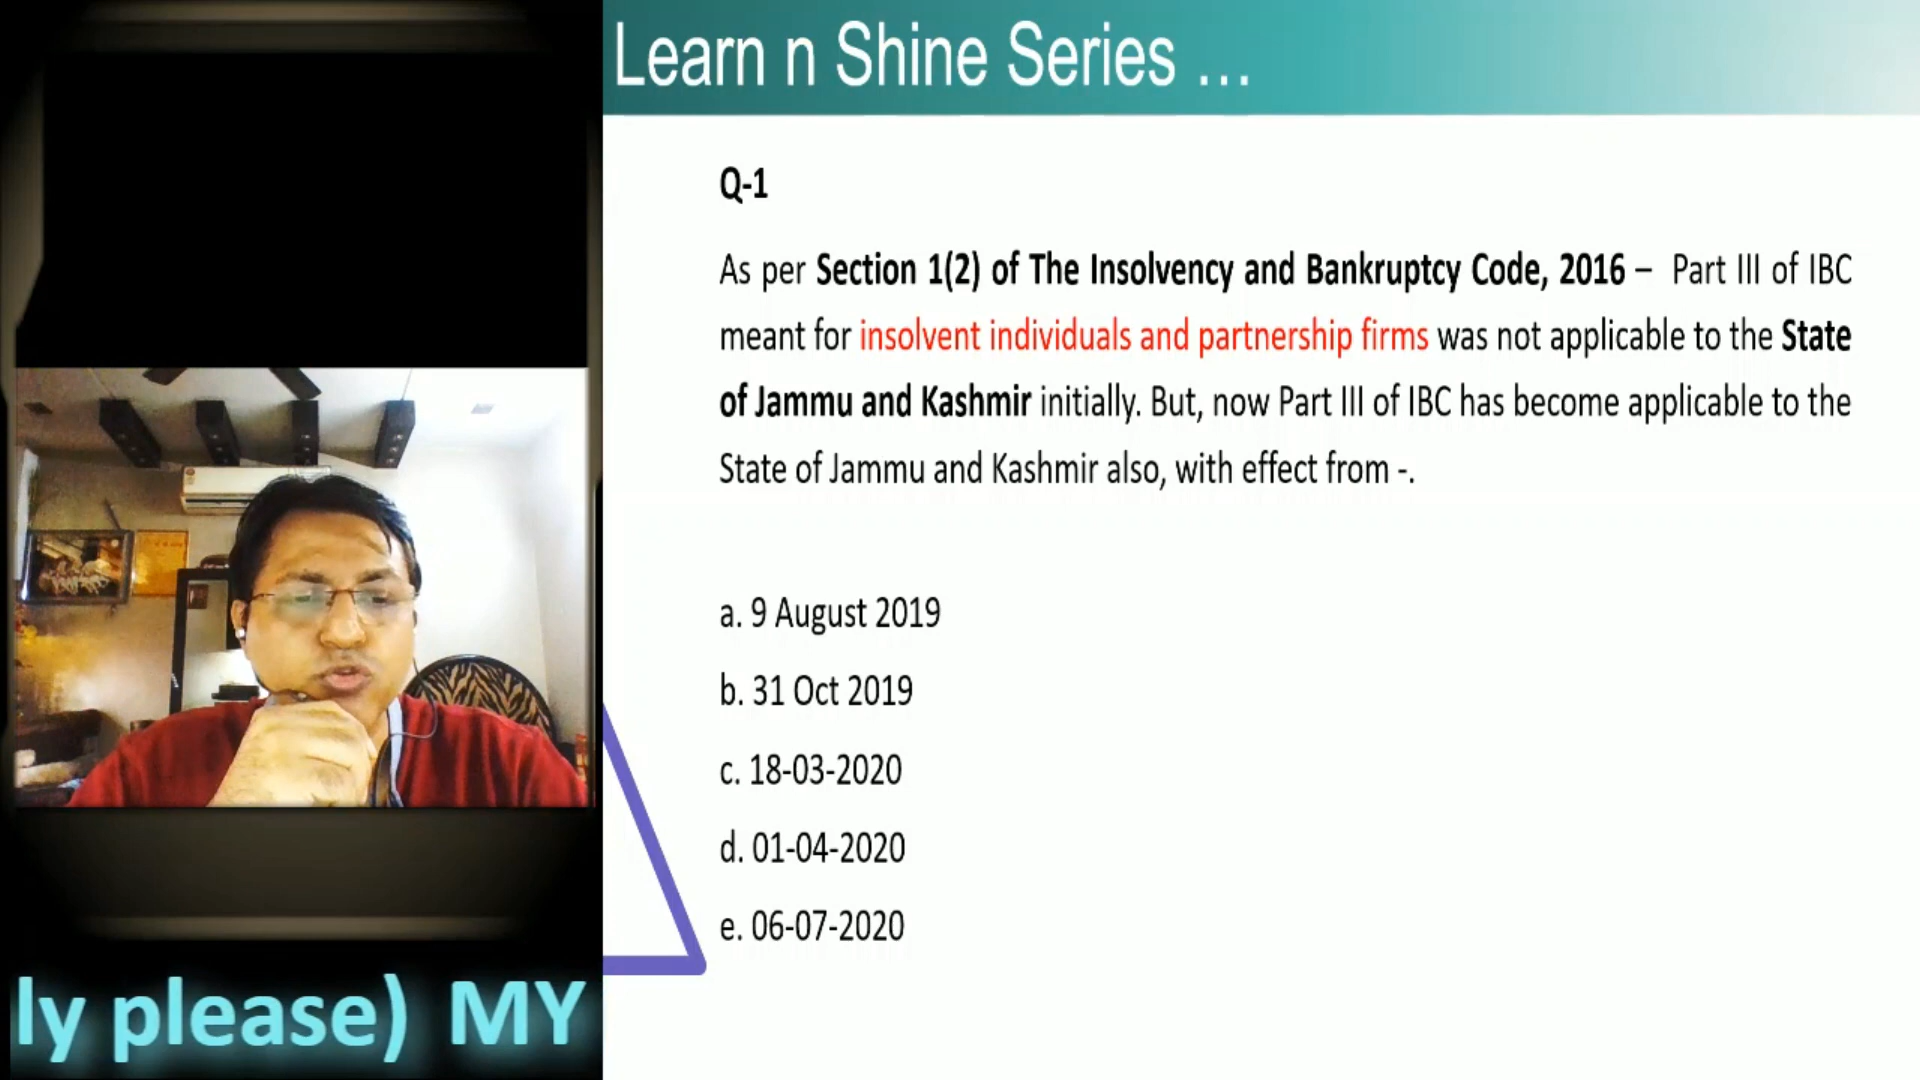 Learn n Shine Series ...
Q-1
As per Section 1(2) of The Insolvency and Bankruptcy Code, 2016 – Part III of IBC
meant for insolvent individuals and partnership firms was not applicable to the State
of Jammu and Kashmir initially. But, now Part III of IBC has become applicable to the
State of Jammu and Kashmir also, with effect from -.
a. 9 August 2019
b. 31 Oct 2019
c. 18-03-2020
d. 01-04-2020
e. 06-07-2020
ly please) MY